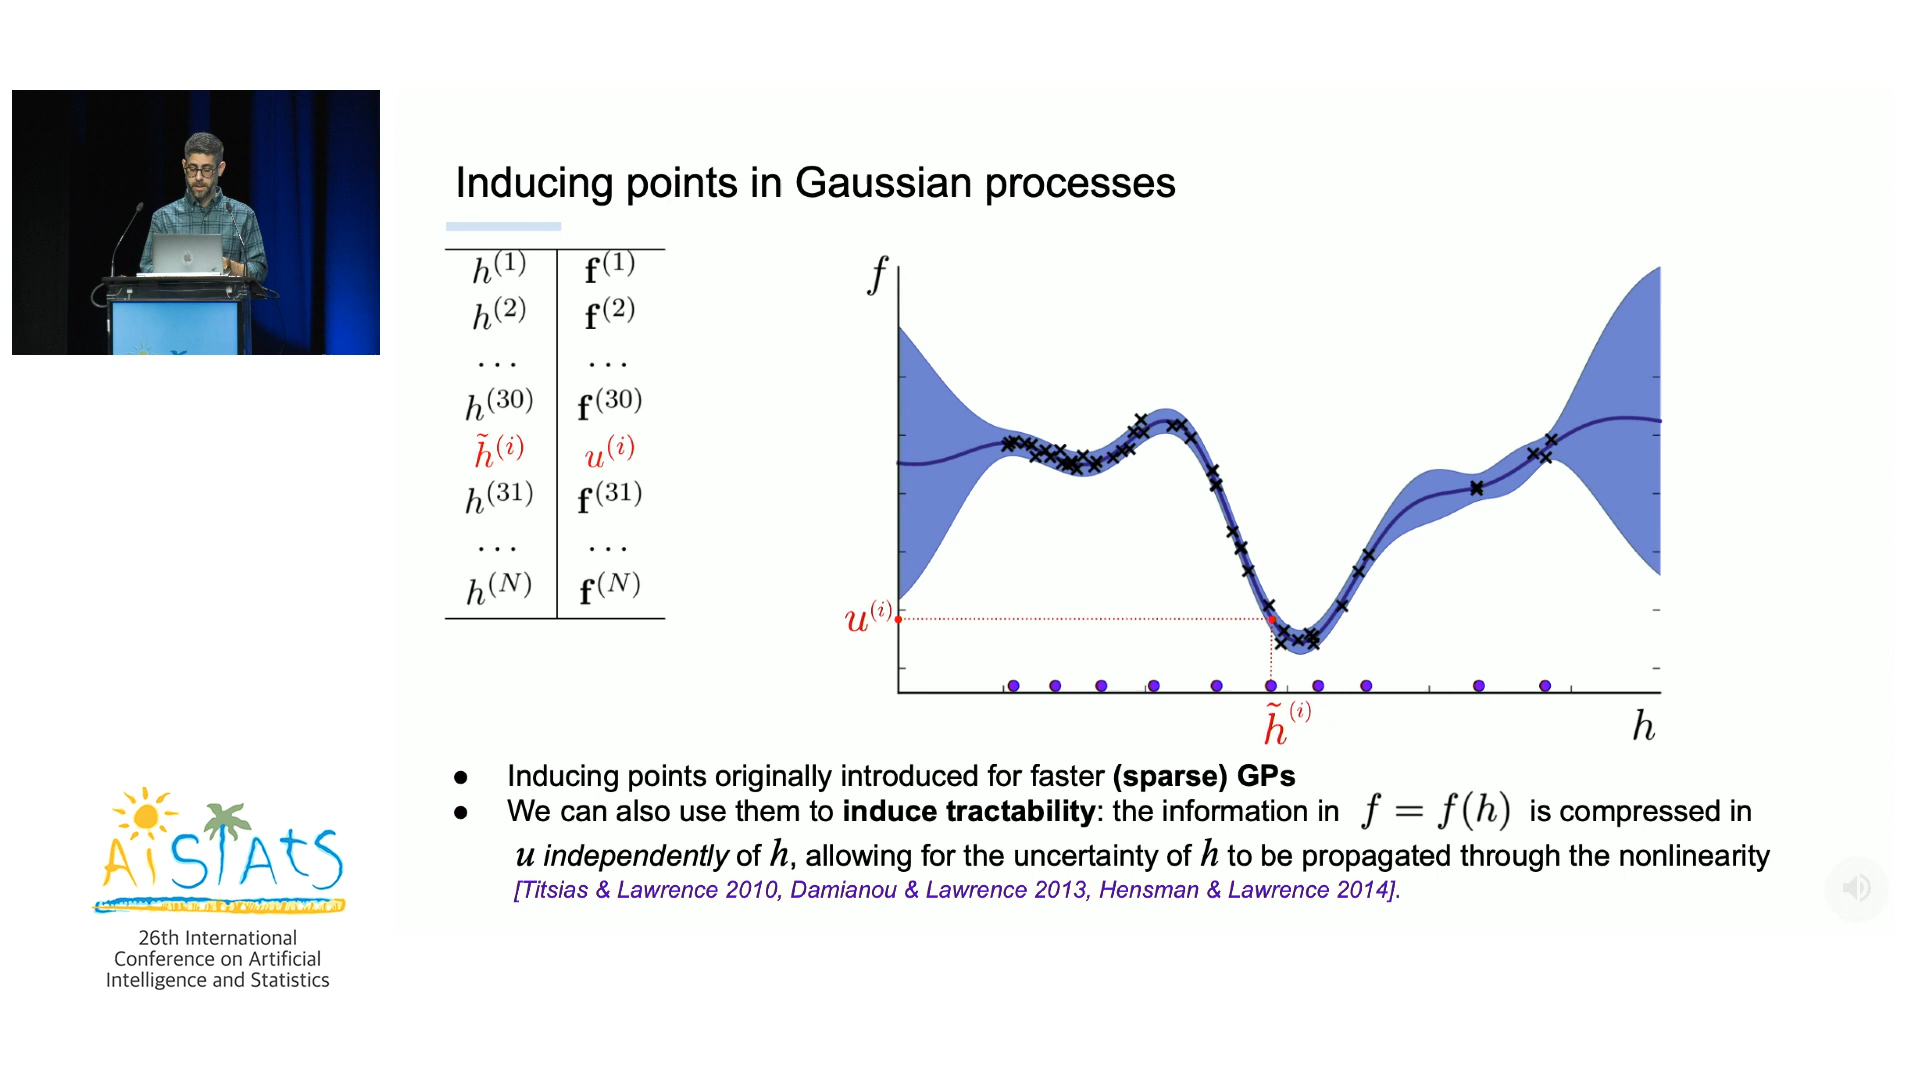 Inducing points in Gaussian processes
h^(1) f^(1)
h^(2) f^(2)
... ...
h^(30) f^(30)
h̃^(i) u^(i)
h^(31) f^(31)
... ...
h^(N) f^(N)
f
u^(i)
h̃^(i)
h
● Inducing points originally introduced for faster (sparse) GPs
● We can also use them to induce tractability: the information in f = f(h) is compressed in
u independently of h, allowing for the uncertainty of h to be propagated through the nonlinearity
[Titsias & Lawrence 2010, Damianou & Lawrence 2013, Hensman & Lawrence 2014].
AiSTAtS
26th International
Conference on Artificial
Intelligence and Statistics